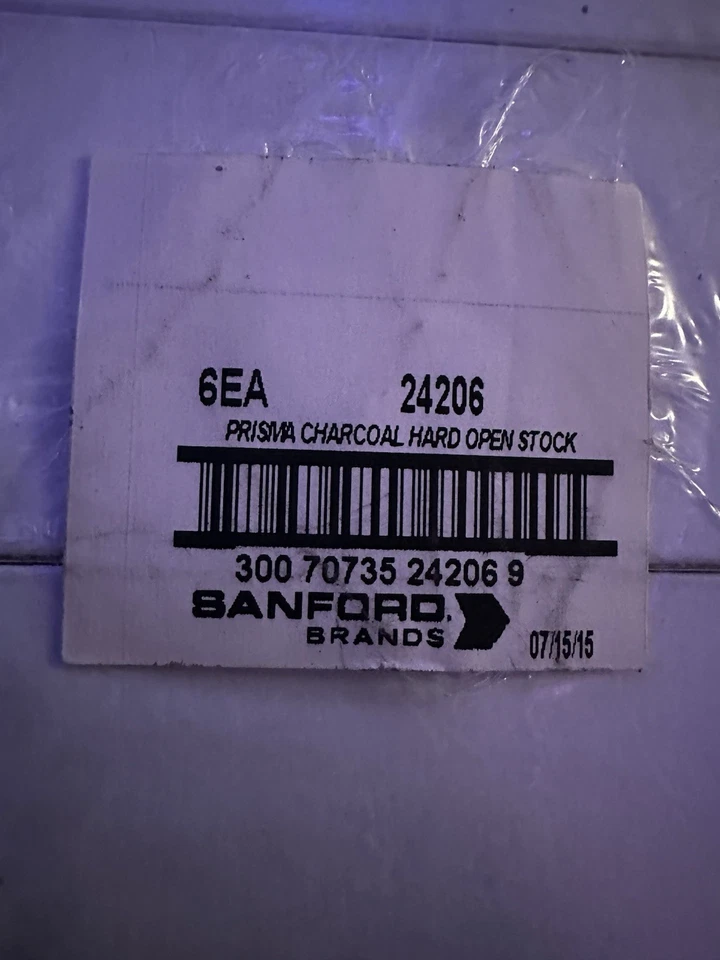 6EA 24206
PRISMA CHARCOAL HARD OPEN STOCK
300 70735 24206 9
SANFORD.
BRANDS
07/15/15